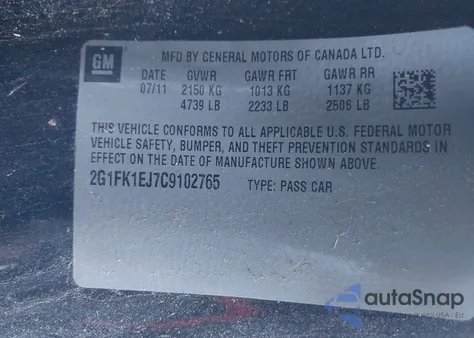 GM
MFD BY GENERAL MOTORS OF CANADA LTD.
DATE GVWR GAWR FRT GAWR RR
07/11 2150 KG 1013 KG 1137 KG
4739 LB 2233 LB 2506 LB
THIS VEHICLE CONFORMS TO ALL APPLICABLE U.S. FEDERAL MOTOR
VEHICLE SAFETY, BUMPER, AND THEFT PREVENTION STANDARDS IN
EFFECT ON THE DATE OF MANUFACTURE SHOWN ABOVE.
2G1FK1EJ7C9102765 TYPE: PASS CAR
autoSnap